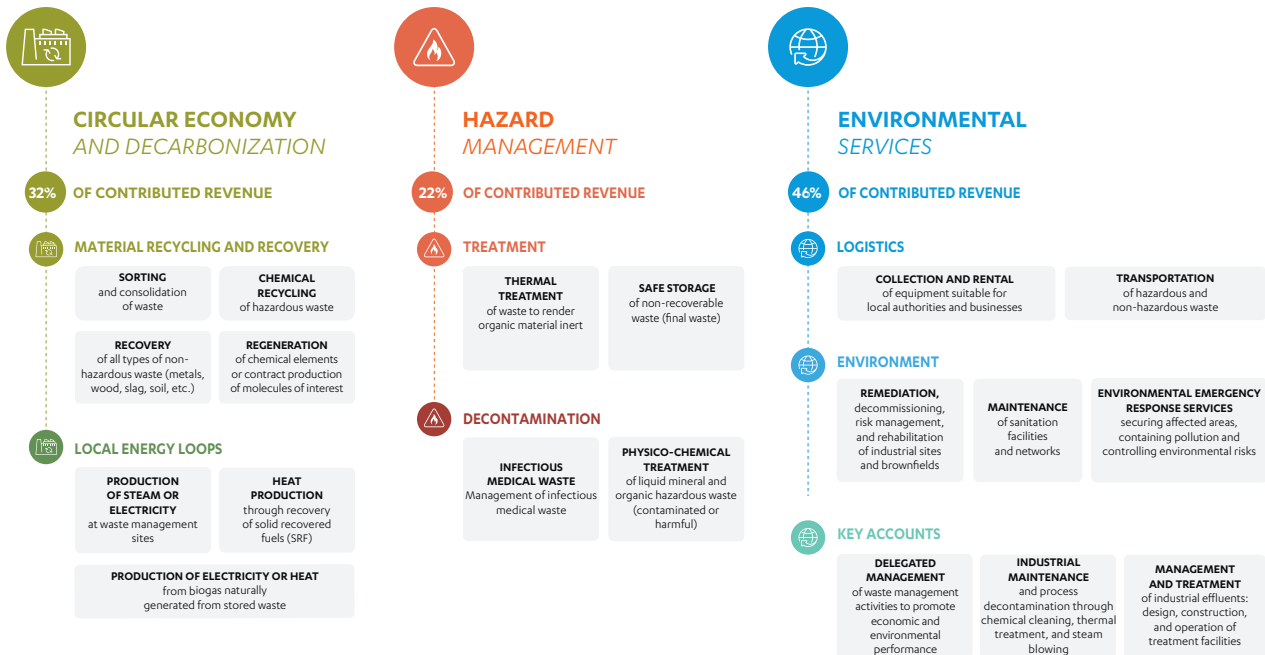 CIRCULAR ECONOMY
AND DECARBONIZATION
32%
OF CONTRIBUTED REVENUE
MATERIAL RECYCLING AND RECOVERY
SORTING
and consolidation
of waste
CHEMICAL
RECYCLING
of hazardous waste
RECOVERY
of all types of non-
hazardous waste (metals,
wood, slag, soil, etc.)
REGENERATION
of chemical elements
or contract production
of molecules of interest
LOCAL ENERGY LOOPS
PRODUCTION
OF STEAM OR
ELECTRICITY
at waste management
sites
HEAT
PRODUCTION
through recovery
of solid recovered
fuels (SRF)
PRODUCTION OF ELECTRICITY OR HEAT
from biogas naturally
generated from stored waste
HAZARD
MANAGEMENT
22%
OF CONTRIBUTED REVENUE
TREATMENT
THERMAL
TREATMENT
of waste to render
organic material inert
SAFE STORAGE
of non-recoverable
waste (final waste)
DECONTAMINATION
INFECTIOUS
MEDICAL WASTE
Management of infectious
medical waste
PHYSICO-CHEMICAL
TREATMENT
of liquid mineral and
organic hazardous waste
(contaminated or
harmful)
ENVIRONMENTAL
SERVICES
46%
OF CONTRIBUTED REVENUE
LOGISTICS
COLLECTION AND RENTAL
of equipment suitable for
local authorities and businesses
TRANSPORTATION
of hazardous and
non-hazardous waste
ENVIRONMENT
REMEDIATION,
decommissioning,
risk management,
and rehabilitation
of industrial sites
and brownfields
MAINTENANCE
of sanitation
facilities
and networks
ENVIRONMENTAL EMERGENCY
RESPONSE SERVICES
securing affected areas,
containing pollution and
controlling environmental risks
KEY ACCOUNTS
DELEGATED
MANAGEMENT
of waste management
activities to promote
economic and
environmental
performance
INDUSTRIAL
MAINTENANCE
and process
decontamination through
chemical cleaning, thermal
treatment, and steam
blowing
MANAGEMENT
AND TREATMENT
of industrial effluents:
design, construction,
and operation of
treatment facilities